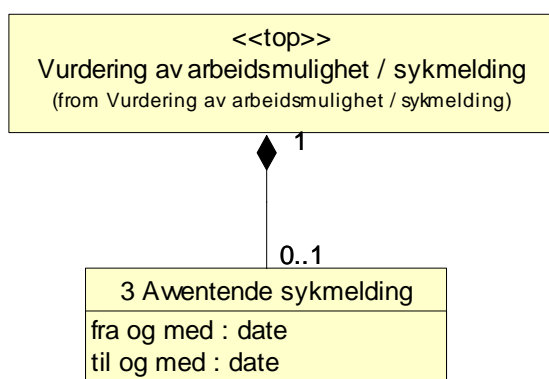 <<top>>
Vurdering av arbeidsmulighet / sykmelding
(from Vurdering av arbeidsmulighet / sykmelding)
1
0..1
3 Avventende sykmelding
fra og med : date
til og med : date